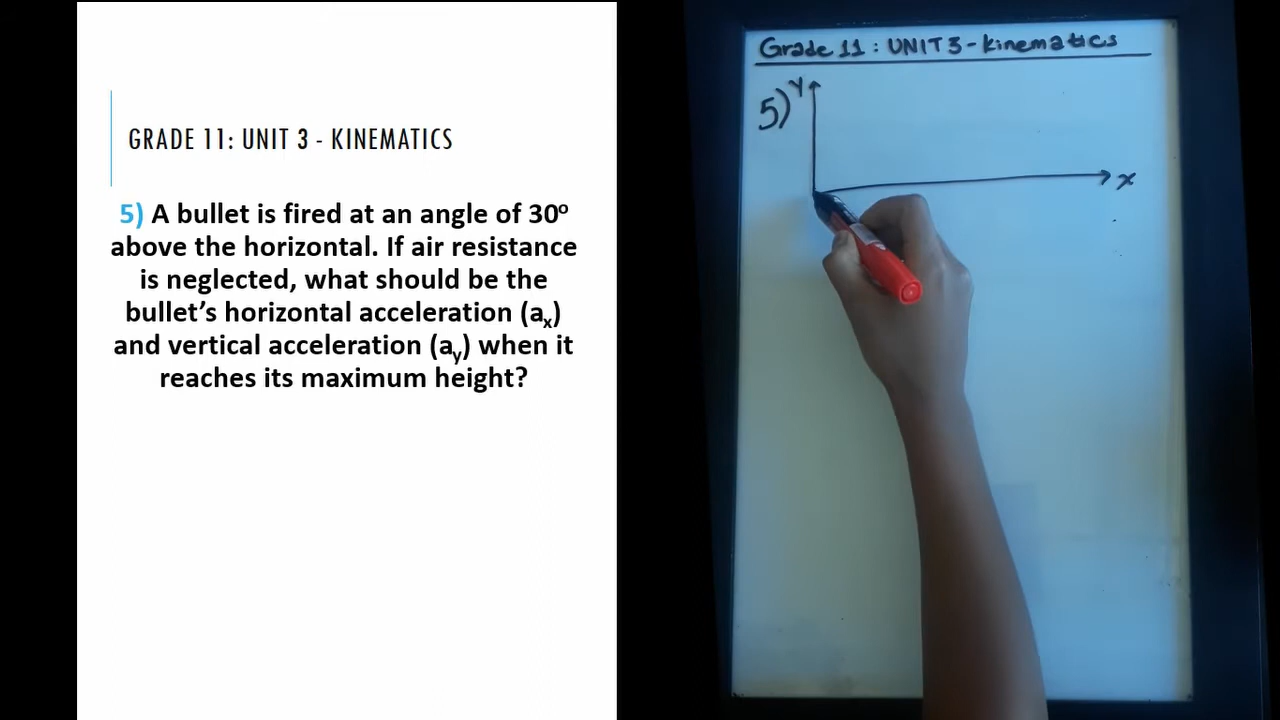 GRADE 11: UNIT 3 - KINEMATICS
5) A bullet is fired at an angle of 30º
above the horizontal. If air resistance
is neglected, what should be the
bullet’s horizontal acceleration (aₓ)
and vertical acceleration (aᵧ) when it
reaches its maximum height?
Grade 11 : UNIT 3 - Kinematics
5)
Y
x